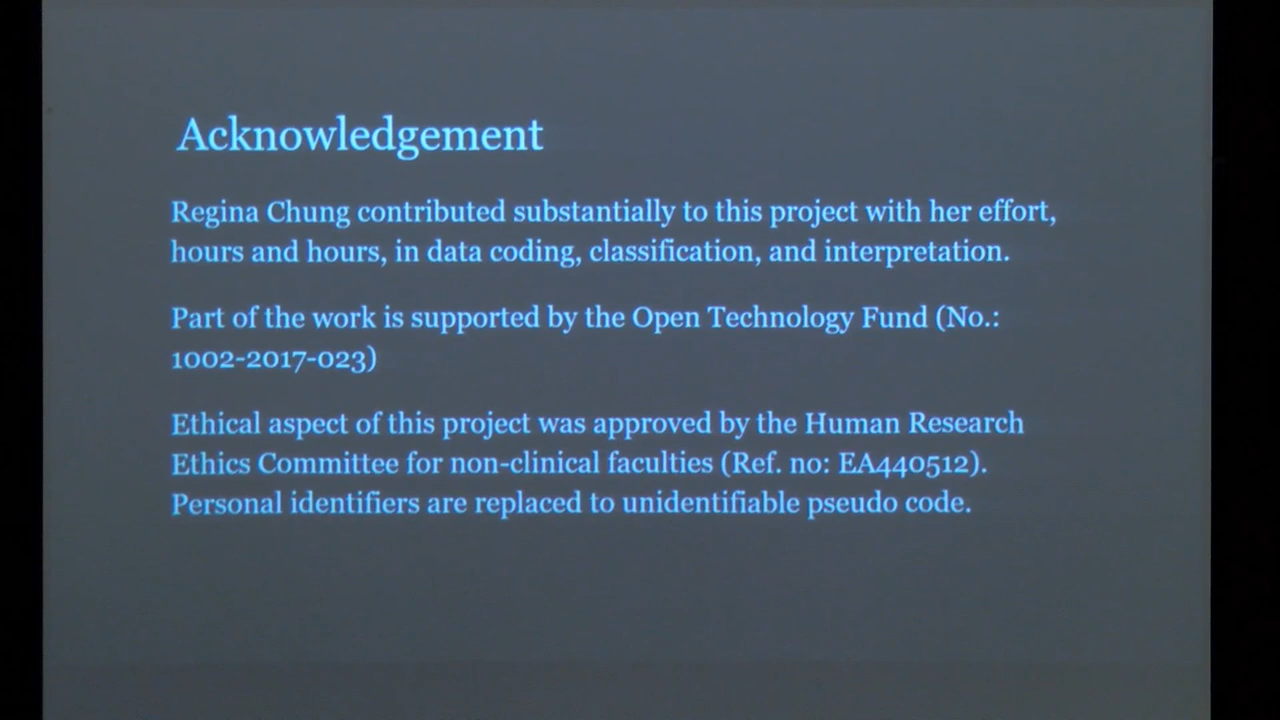 Acknowledgement
Regina Chung contributed substantially to this project with her effort,
hours and hours, in data coding, classification, and interpretation.
Part of the work is supported by the Open Technology Fund (No.:
1002-2017-023)
Ethical aspect of this project was approved by the Human Research
Ethics Committee for non-clinical faculties (Ref. no: EA440512).
Personal identifiers are replaced to unidentifiable pseudo code.